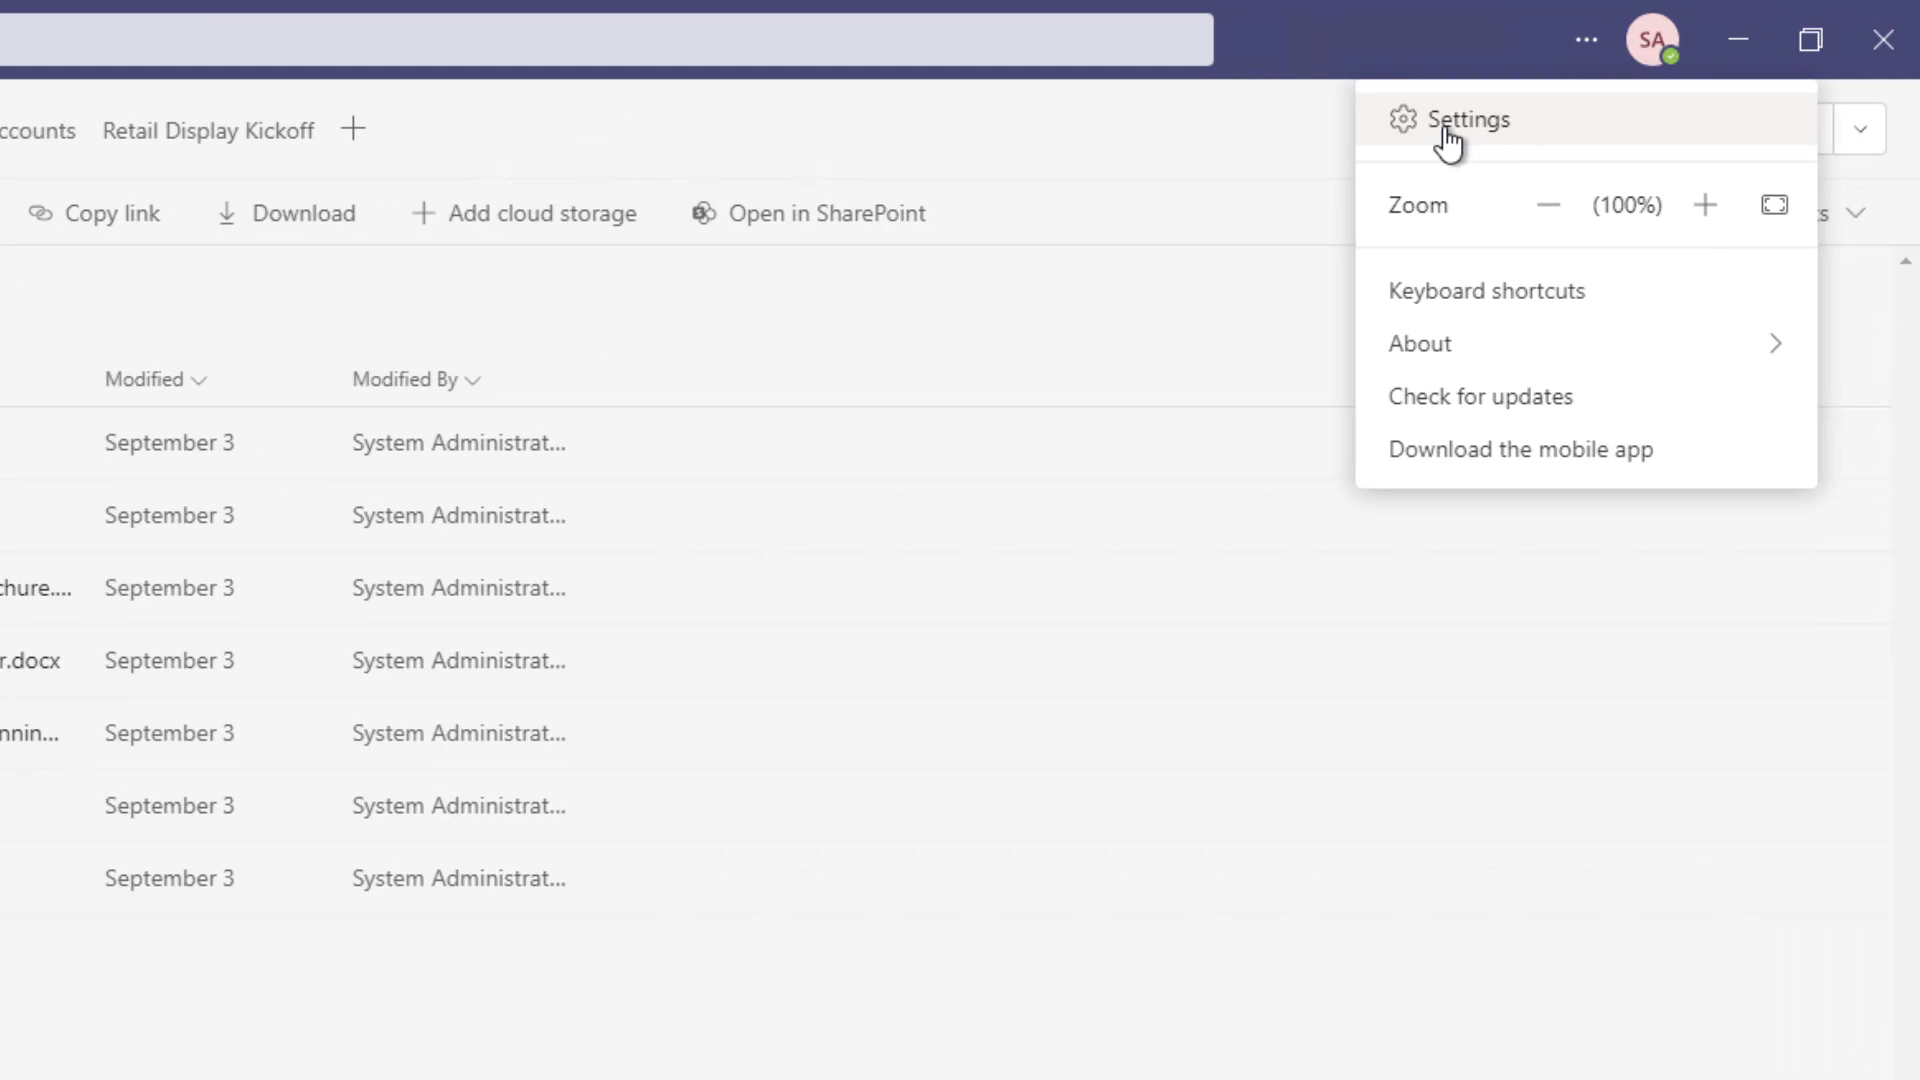 SA
ccounts Retail Display Kickoff
Settings
Copy link Download Add cloud storage Open in SharePoint
Zoom (100%)
s
Keyboard shortcuts
About
Check for updates
Download the mobile app
Modified Modified By
September 3 System Administrat...
September 3 System Administrat...
chure.... September 3 System Administrat...
r.docx September 3 System Administrat...
nnin... September 3 System Administrat...
September 3 System Administrat...
September 3 System Administrat...